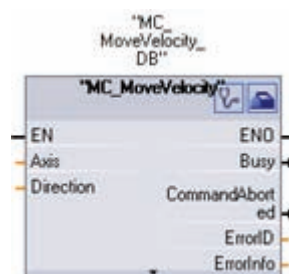 "MC_
MoveVelocity_
DB"
"MC_MoveVelocity"
EN
ENO
Axis
Busy
Direction
CommandAbort
ed
ErrorID
ErrorInfo